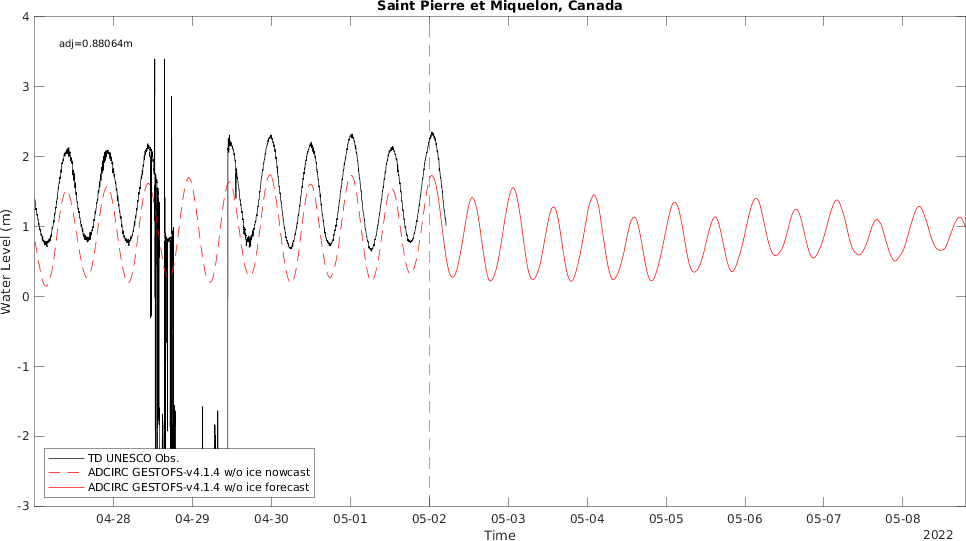 Saint Pierre et Miquelon, Canada
adj=0.88064m
4
3
2
1
0
-1
-2
-3
Water Level (m)
TD UNESCO Obs.
ADCIRC GESTOFS-v4.1.4 w/o ice nowcast
ADCIRC GESTOFS-v4.1.4 w/o ice forecast
04-28 04-29 04-30 05-01 05-02 05-03 05-04 05-05 05-06 05-07 05-08
Time
2022